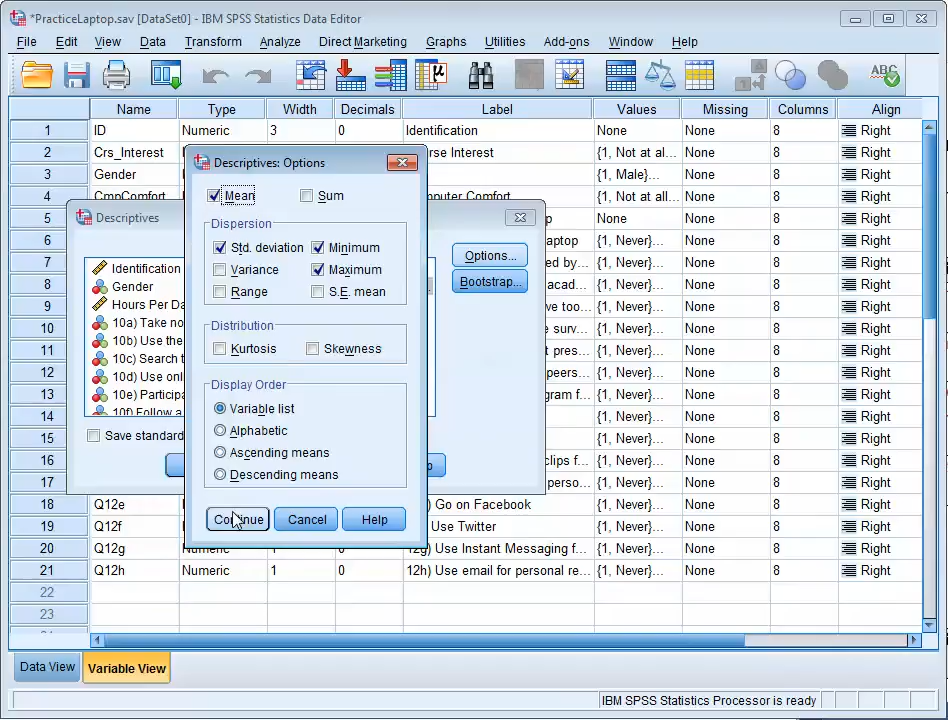 *PracticeLaptop.sav [DataSet0] - IBM SPSS Statistics Data Editor
File Edit View Data Transform Analyze Direct Marketing Graphs Utilities Add-ons Window Help
Name Type Width Decimals Label Values Missing Columns Align
1 ID Numeric 3 0 Identification None None 8 Right
2 Crs_Interest rse Interest {1, Not at al... None 8 Right
3 Gender {1, Male}... None 8 Right
4 CmpComfort puter Comfort {1, Not at al... None 8 Right
5 None None 8 Right
6 aptop {1, Never}... None 8 Right
7 ed by... {1, Never}... None 8 Right
8 acad... {1, Never}... None 8 Right
9 ve too... {1, Never}... None 8 Right
10 e surv... {1, Never}... None 8 Right
11 t pres... {1, Never}... None 8 Right
12 peers... {1, Never}... None 8 Right
13 gram f... {1, Never}... None 8 Right
14 {1, Never}... None 8 Right
15 {1, Never}... None 8 Right
16 clips f... {1, Never}... None 8 Right
17 perso... {1, Never}... None 8 Right
18 Q12e Go on Facebook {1, Never}... None 8 Right
19 Q12f Use Twitter {1, Never}... None 8 Right
20 Q12g Numeric 1 0 12g) Use Instant Messaging f... {1, Never}... None 8 Right
21 Q12h Numeric 1 0 12h) Use email for personal re... {1, Never}... None 8 Right
22
23
Descriptives
Identification
Gender
Hours Per Da
10a) Take no
10b) Use the
10c) Search t
10d) Use onl
10e) Participa
10f) Follow a
Save standard
Options...
Bootstrap...
Descriptives: Options
Mean Sum
Dispersion
Std. deviation Minimum
Variance Maximum
Range S.E. mean
Distribution
Kurtosis Skewness
Display Order
Variable list
Alphabetic
Ascending means
Descending means
Continue Cancel Help
Data View Variable View
IBM SPSS Statistics Processor is ready